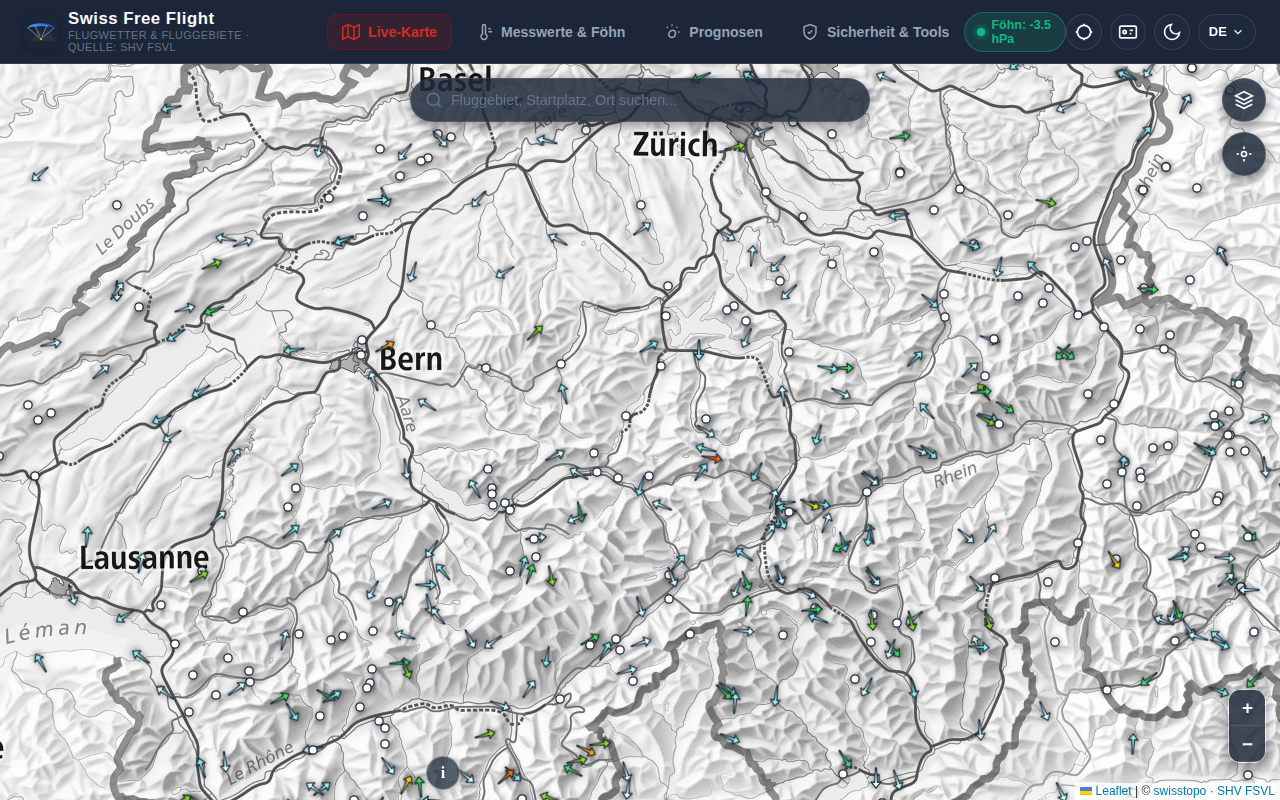 Swiss Free Flight
FLUGWETTER & FLUGGEBIETE ·
QUELLE: SHV FSVL
Live-Karte
Messwerte & Föhn
Prognosen
Sicherheit & Tools
Föhn: -3.5
hPa
DE
Basel
Fluggebiet, Startplatz, Ort suchen...
Aare
Zürich
Rhein
Le Doubs
Bern
Aare
Rhein
Lausanne
Léman
Le Rhône
i
+
−
Leaflet | © swisstopo · SHV FSVL